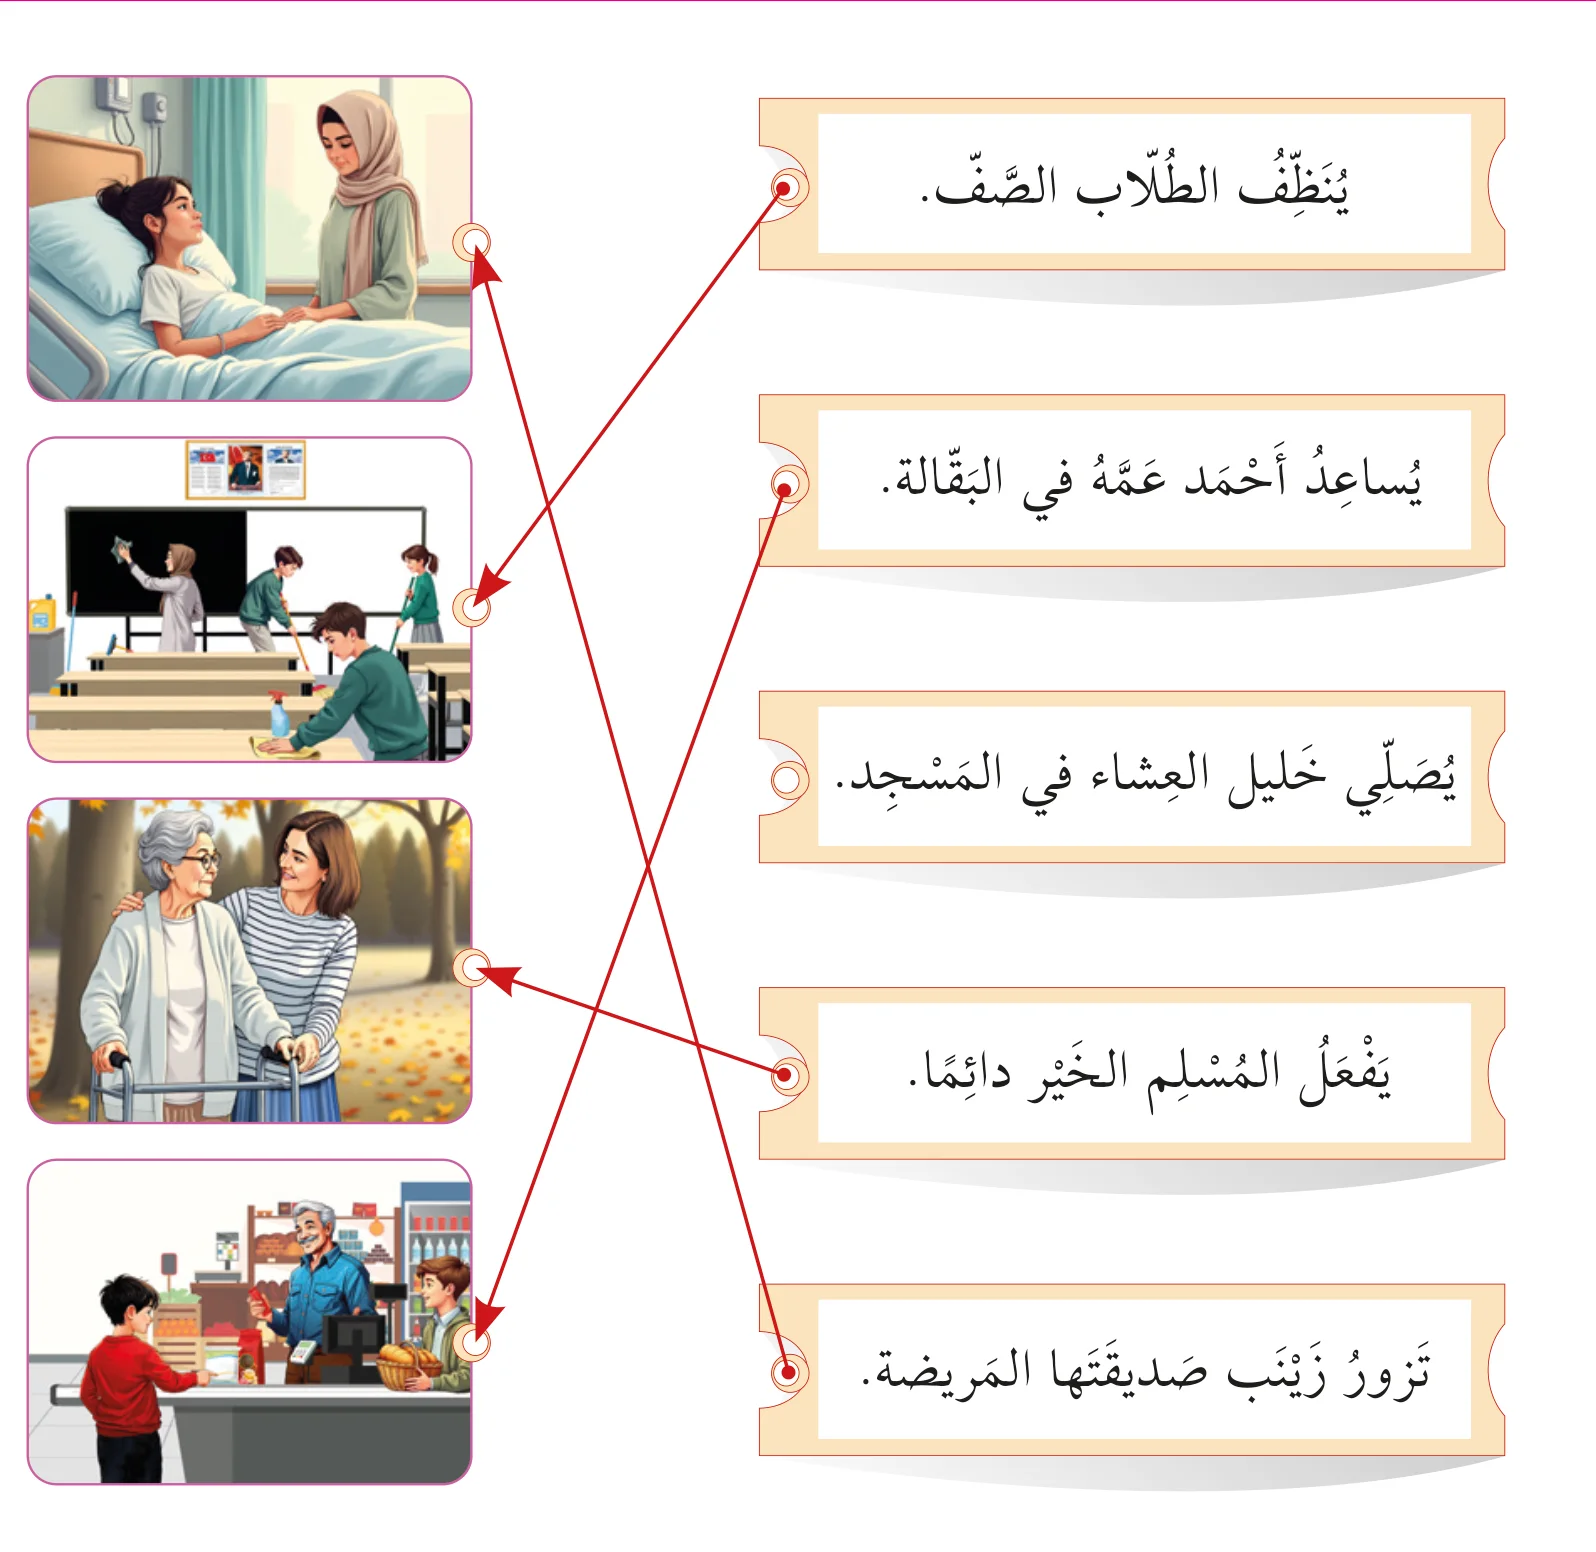 يُنَظِّفُ الطُلّاب الصَّفّ.
يُساعِدُ أَحْمَد عَمَّهُ في البَقّالة.
يُصَلِّي خَليل العِشاء في المَسْجِد.
يَفْعَلُ المُسْلِم الخَيْر دائِمًا.
تَزورُ زَيْنَب صَديقَتَها المَريضة.